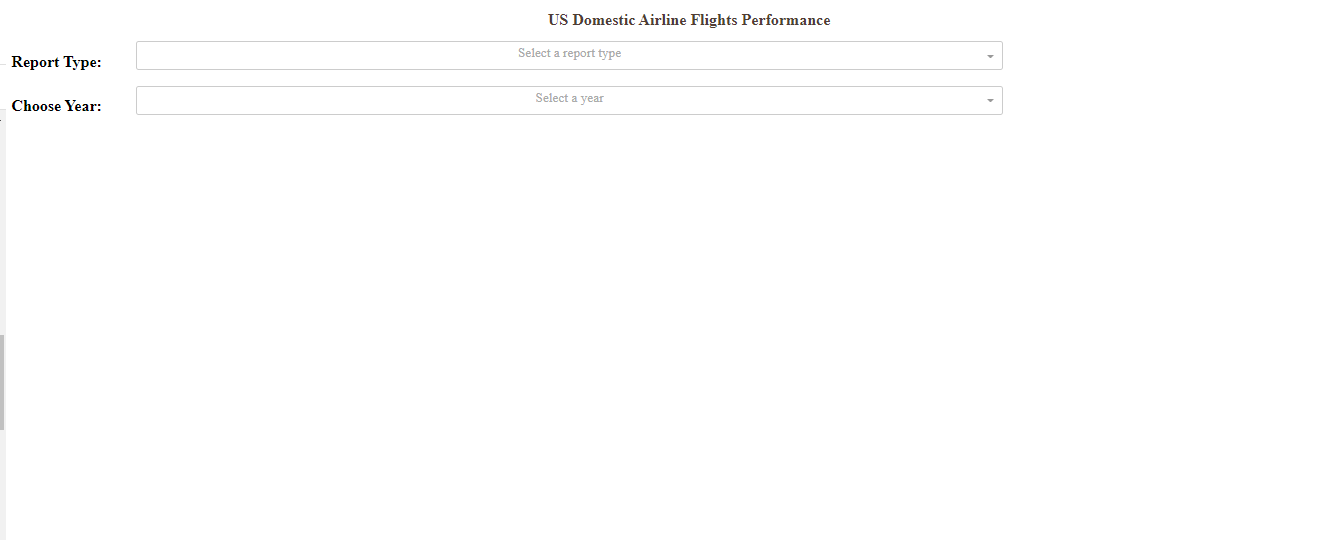 US Domestic Airline Flights Performance
Report Type:
Select a report type
Choose Year:
Select a year